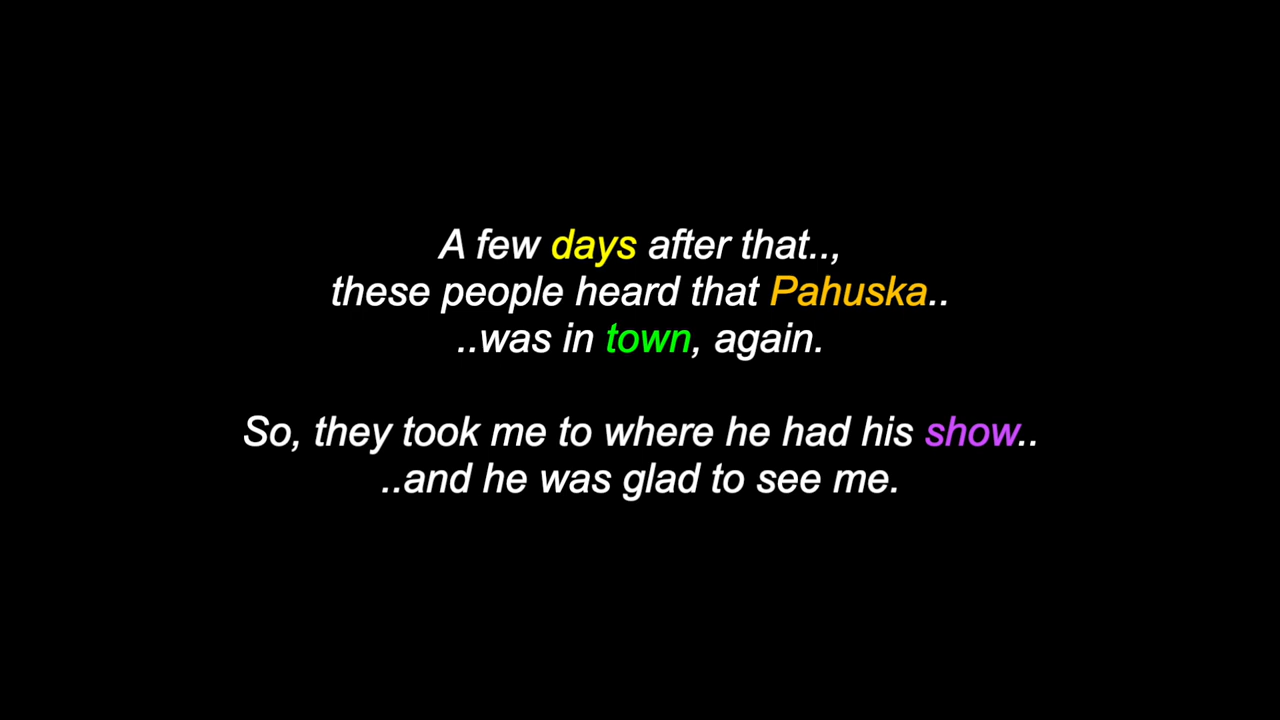 A few days after that..,
these people heard that Pahuska..
..was in town, again.
So, they took me to where he had his show..
..and he was glad to see me.